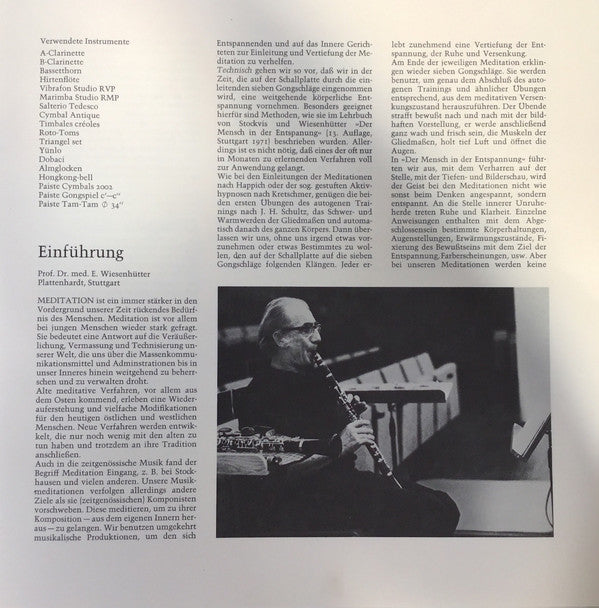 Verwendete Instrumente
A-Clarinette
B-Clarinette
Bassetthorn
Hirtenflöte
Vibrafon Studio RVP
Marimba Studio RMP
Salterio Tedesco
Cymbal Antique
Timbales créoles
Roto-Toms
Triangel set
Yünlo
Dobaci
Almglocken
Hongkong-bell
Paiste Cymbals 2002
Paiste Gongspiel c'—c''
Paiste Tam-Tam ∅ 34''
Einführung
Prof. Dr. med. E. Wiesenhütter
Plattenhardt, Stuttgart
MEDITATION ist ein immer stärker in den
Vordergrund unserer Zeit rückendes Bedürf-
nis des Menschen. Meditation ist vor allem
bei jungen Menschen wieder stark gefragt.
Sie bedeutet eine Antwort auf die Veräußer-
lichung, Vermassung und Technisierung un-
serer Welt, die uns über die Massenkommu-
nikationsmittel und Adminstrationen bis in
unser Inneres hinein weitgehend zu beherr-
schen und zu verwalten droht.
Alte meditative Verfahren, vor allem aus
dem Osten kommend, erleben eine Wieder-
auferstehung und vielfache Modifikationen
für den heutigen östlichen und westlichen
Menschen. Neue Verfahren werden entwik-
kelt, die nur noch wenig mit den alten zu
tun haben und trotzdem an ihre Tradition
anschließen.
Auch in die zeitgenössische Musik fand der
Begriff Meditation Eingang, z. B. bei Stock-
hausen und vielen anderen. Unsere Musik-
meditationen verfolgen allerdings andere
Ziele als sie (zeitgenössischen) Komponisten
vorschweben. Diese meditieren, um zu ihrer
Komposition — aus dem eigenen Innern her-
aus — zu gelangen. Wir benutzen umgekehrt
musikalische Produktionen, um den sich
Entspannenden und auf das Innere Gerich-
teten zur Einleitung und Vertiefung der Me-
ditation zu verhelfen.
Technisch gehen wir so vor, daß wir in der
Zeit, die auf der Schallplatte durch die ein-
leitenden sieben Gongschläge eingenommen
wird, eine weitgehende körperliche Ent-
spannung vornehmen. Besonders geeignet
hierfür sind Methoden, wie sie im Lehrbuch
von Stockvis und Wiesenhütter »Der
Mensch in der Entspanung« (13. Auflage,
Stuttgart 1971) beschrieben wurden. Aller-
dings ist es nicht nötig, daß eines der oft nur
in Monaten zu erlernenden Verfahren voll
zur Anwendung gelangt.
Wie bei den Einleitungen der Meditationen
nach Happich oder der sog. gestuften Aktiv-
hypnosen nach Kretschmer, genügen die bei-
den ersten Übungen des autogenen Trai-
nings nach J. H. Schultz, das Schwer- und
Warmwerden der Gliedmaßen und automa-
tisch danach des ganzen Körpers. Dann über-
lassen wir uns, ohne uns irgend etwas vor-
zunehmen oder etwas Bestimmtes zu wol-
len, den auf der Schallplatte auf die sieben
Gongschläge folgenden Klängen. Jeder er-
lebt zunehmend eine Vertiefung der Ent-
spannung, der Ruhe und Versenkung.
Am Ende der jeweiligen Meditation erklin-
gen wieder sieben Gongschläge. Sie werden
benutzt, um genau dem Abschluß des auto-
genen Trainings und ähnlicher Übungen
entsprechend, aus dem meditativen Versen-
kungszustand herauszuführen. Der Übende
strafft bewußt nach und nach mit der bild-
haften Vorstellung, er werde anschließend
ganz wach und frisch sein, die Muskeln der
Gliedmaßen, holt tief Luft und öffnet die
Augen.
In »Der Mensch in der Entspannung« führ-
ten wir aus, mit dem Verharren auf der
Stelle, mit der Tiefen- und Bilderschau, wird
der Geist bei den Meditationen nicht wie
sonst beim Denken angespannt, sondern
entspannt. An die Stelle innerer Unruhe-
herde treten Ruhe und Klarheit. Einzelne
Anweisungen enthalten mit dem Abge-
schlossensein bestimmte Körperhaltungen,
Augenstellungen, Erwärmungszustände, Fi-
xierung des Bewußtseins mit dem Ziel der
Entspannung, Farberscheinungen, usw. Aber
bei unseren Meditationen werden keine